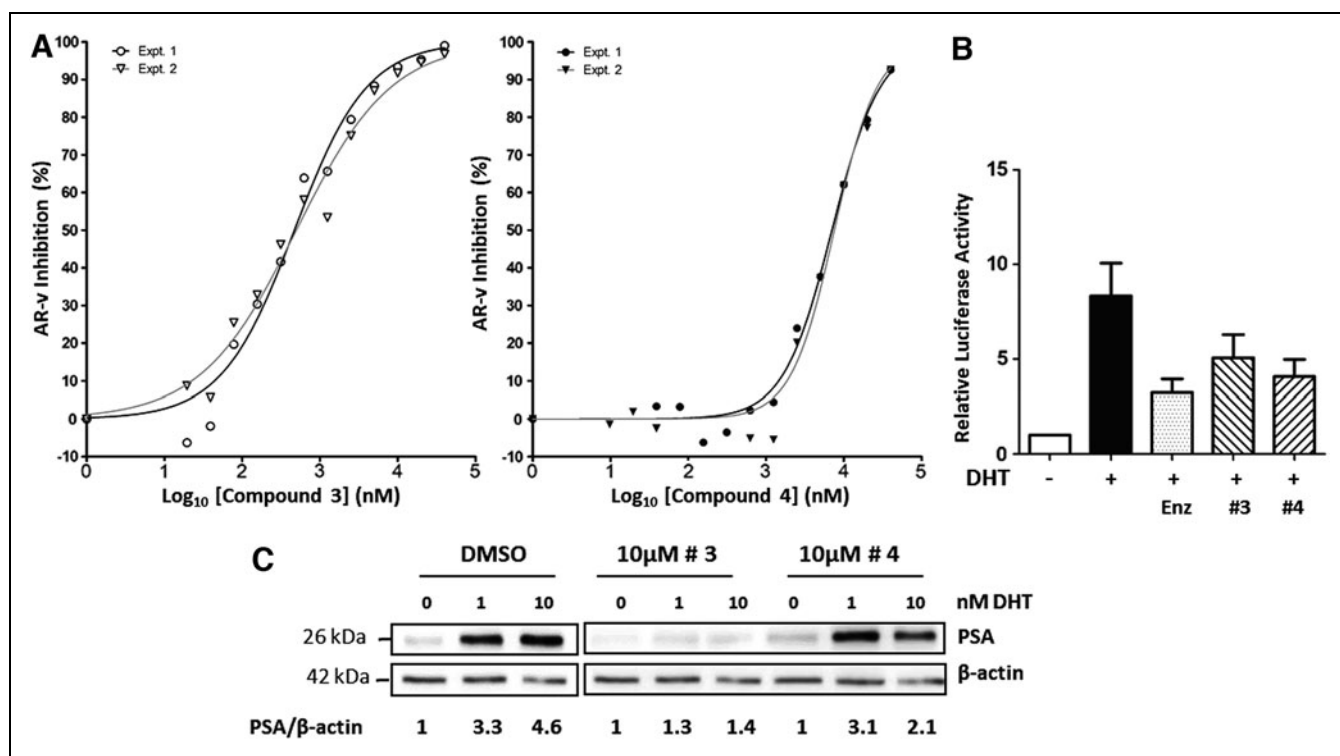 A
Expt. 1
Expt. 2
AR-v Inhibition (%)
100
90
80
70
60
50
40
30
20
10
0
-10
0 1 2 3 4 5
Log10 [Compound 3] (nM)
Expt. 1
Expt. 2
AR-v Inhibition (%)
100
90
80
70
60
50
40
30
20
10
0
-10
0 1 2 3 4 5
Log10 [Compound 4] (nM)
B
Relative Luciferase Activity
15
10
5
0
DHT - + + + +
Enz #3 #4
C
DMSO 10μM # 3 10μM # 4
0 1 10 0 1 10 0 1 10 nM DHT
26 kDa PSA
42 kDa β-actin
PSA/β-actin 1 3.3 4.6 1 1.3 1.4 1 3.1 2.1